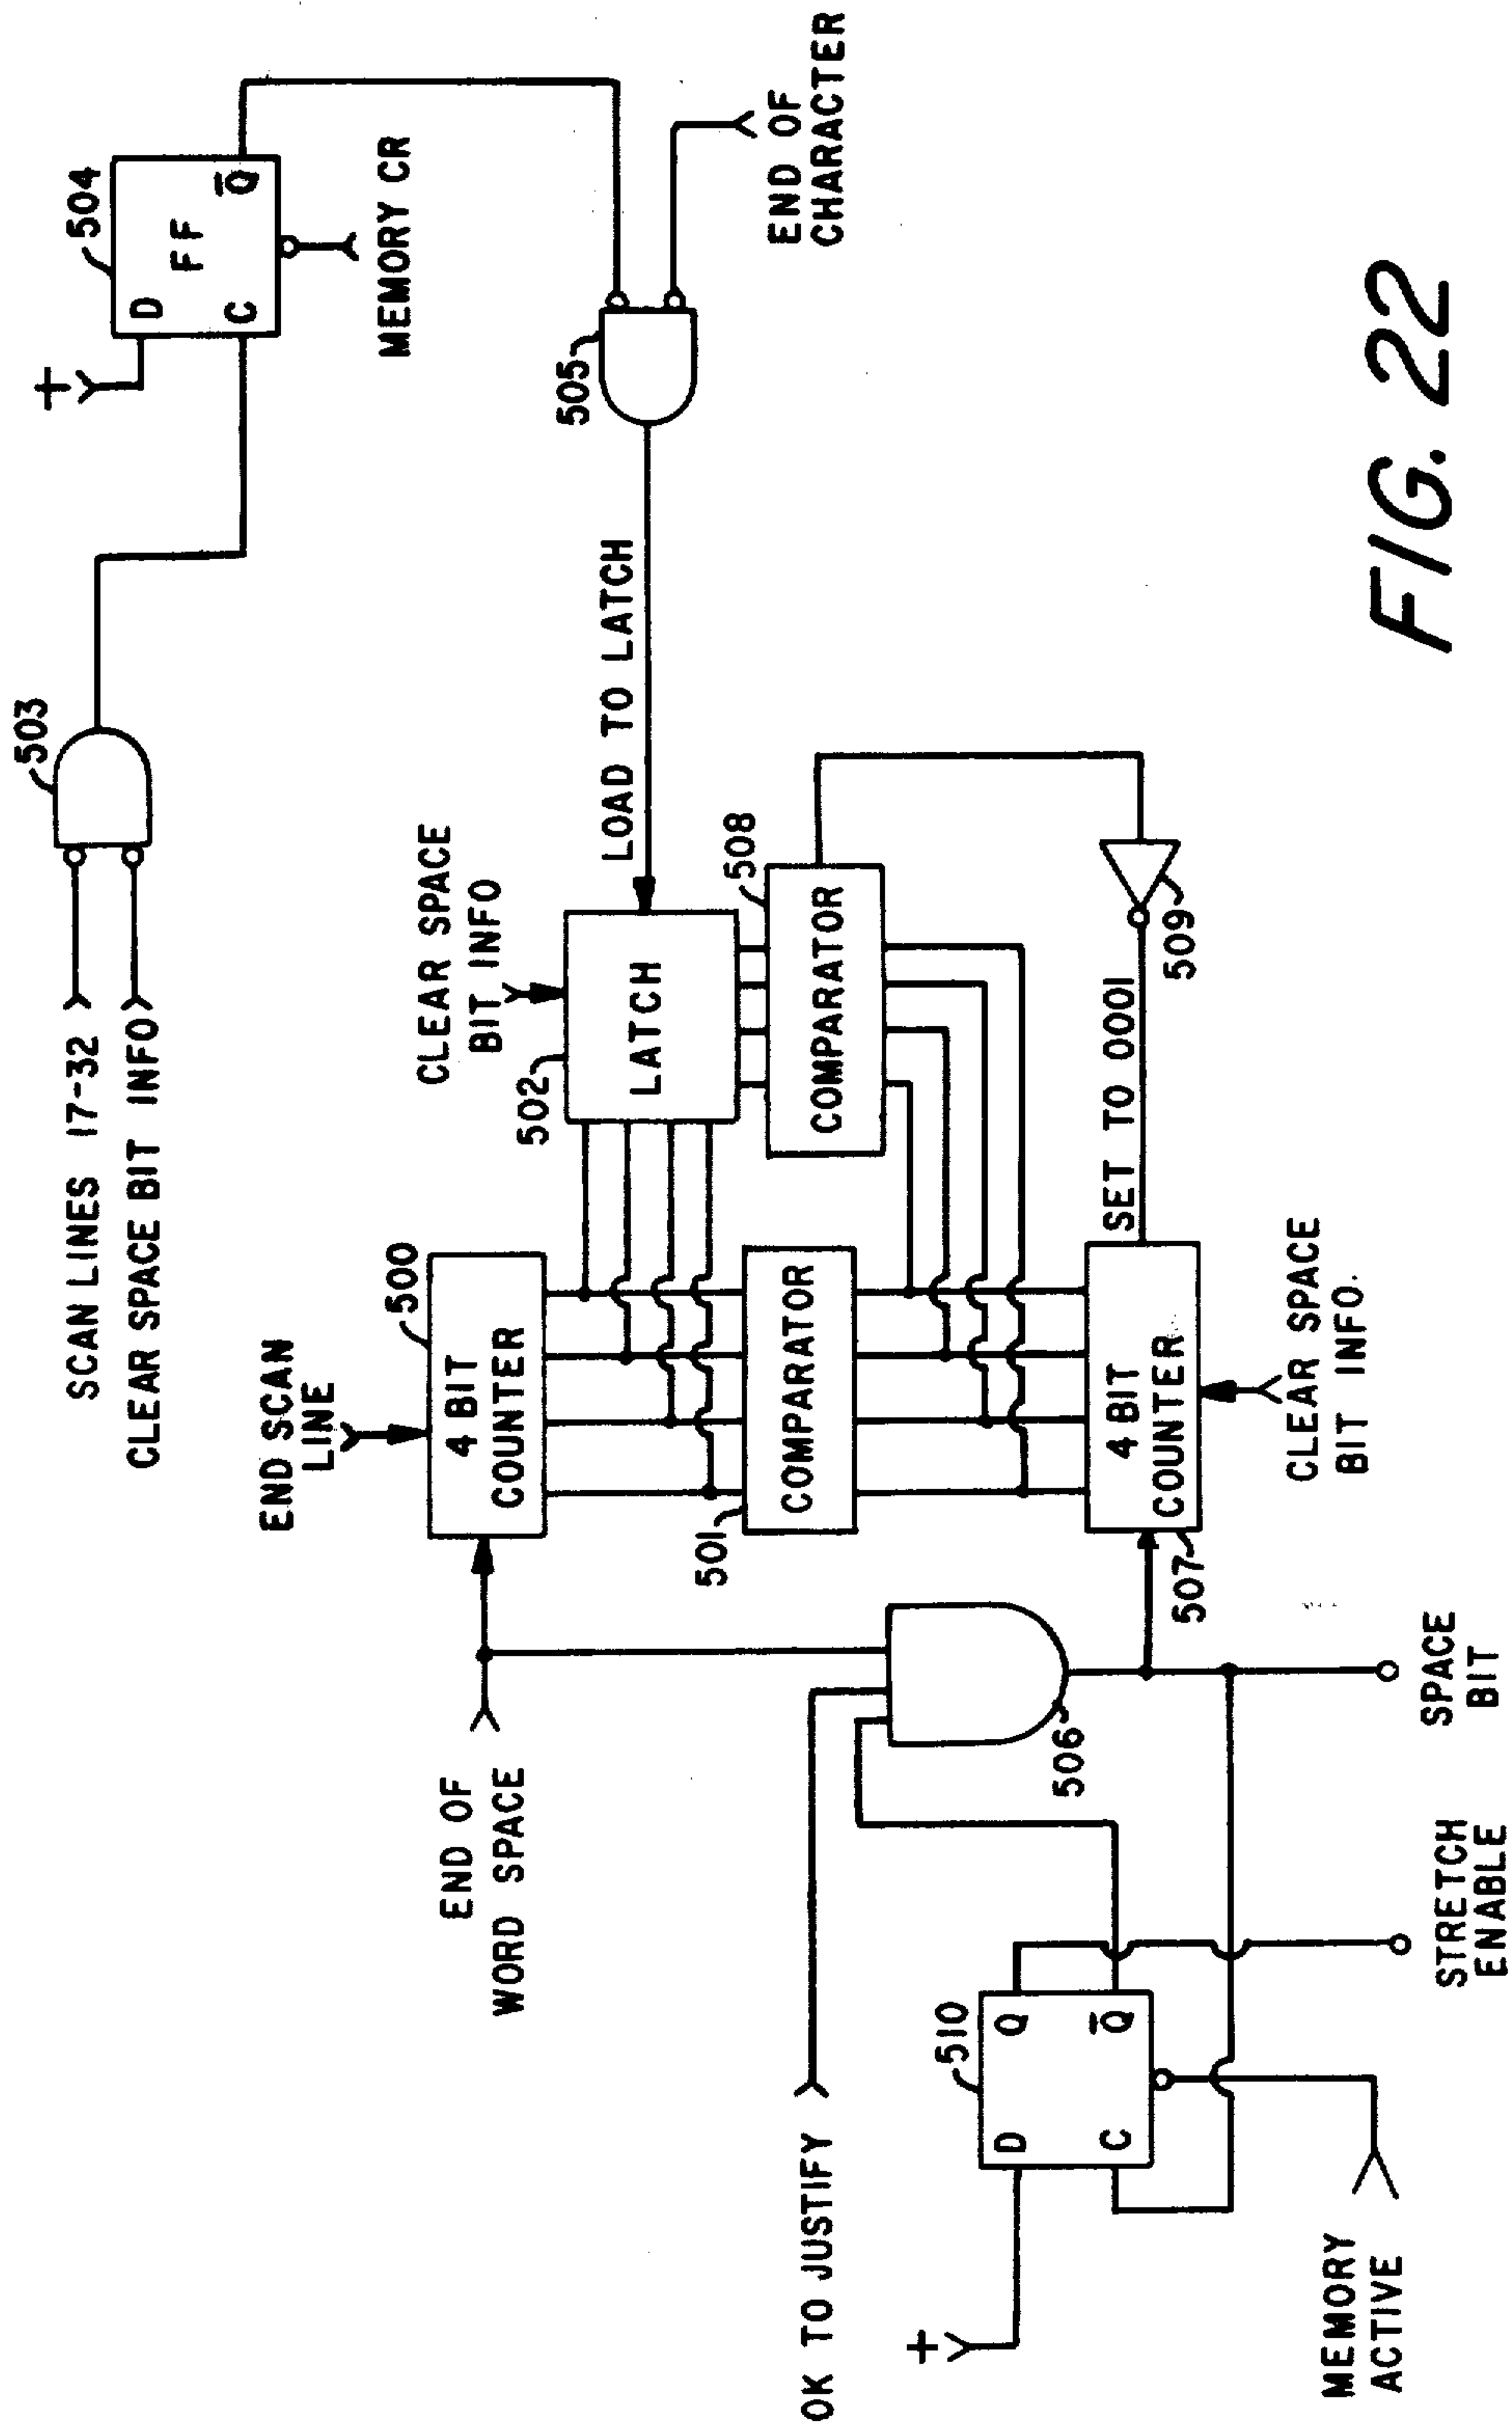 SCAN LINES 17-32
CLEAR SPACE BIT INFO
503
+
504
D
FF
C
Q̅
MEMORY CR
505
END OF
CHARACTER
LOAD TO LATCH
END SCAN
LINE
500
4 BIT
COUNTER
CLEAR SPACE
BIT INFO
502
LATCH
508
COMPARATOR
501
COMPARATOR
509
SET TO 0001
4 BIT
COUNTER
507
CLEAR SPACE
BIT INFO.
END OF
WORD SPACE
506
OK TO JUSTIFY
+
510
D
Q
C
Q̅
MEMORY
ACTIVE
STRETCH
ENABLE
SPACE
BIT
FIG. 22